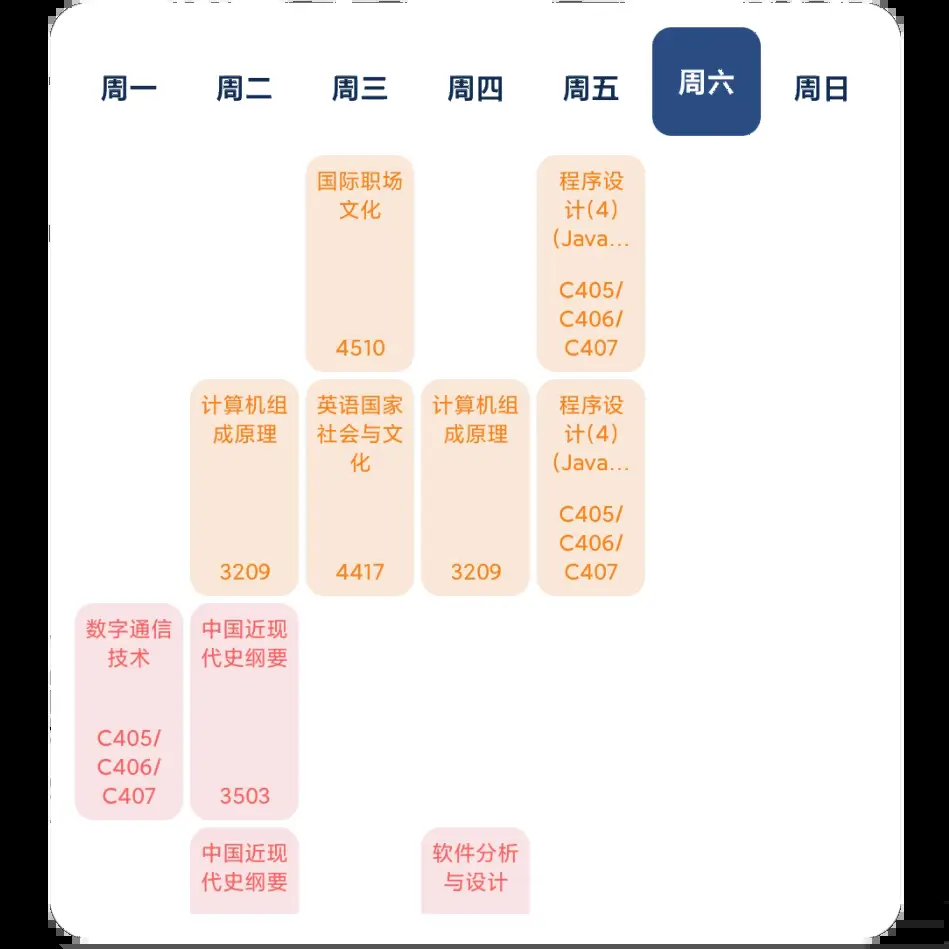 周一
周二
周三
周四
周五
周六
周日
国际职场
文化
4510
程序设
计(4)
(Java...
C405/
C406/
C407
计算机组
成原理
3209
英语国家
社会与文
化
4417
计算机组
成原理
3209
程序设
计(4)
(Java...
C405/
C406/
C407
数字通信
技术
C405/
C406/
C407
中国近现
代史纲要
3503
中国近现
代史纲要
软件分析
与设计